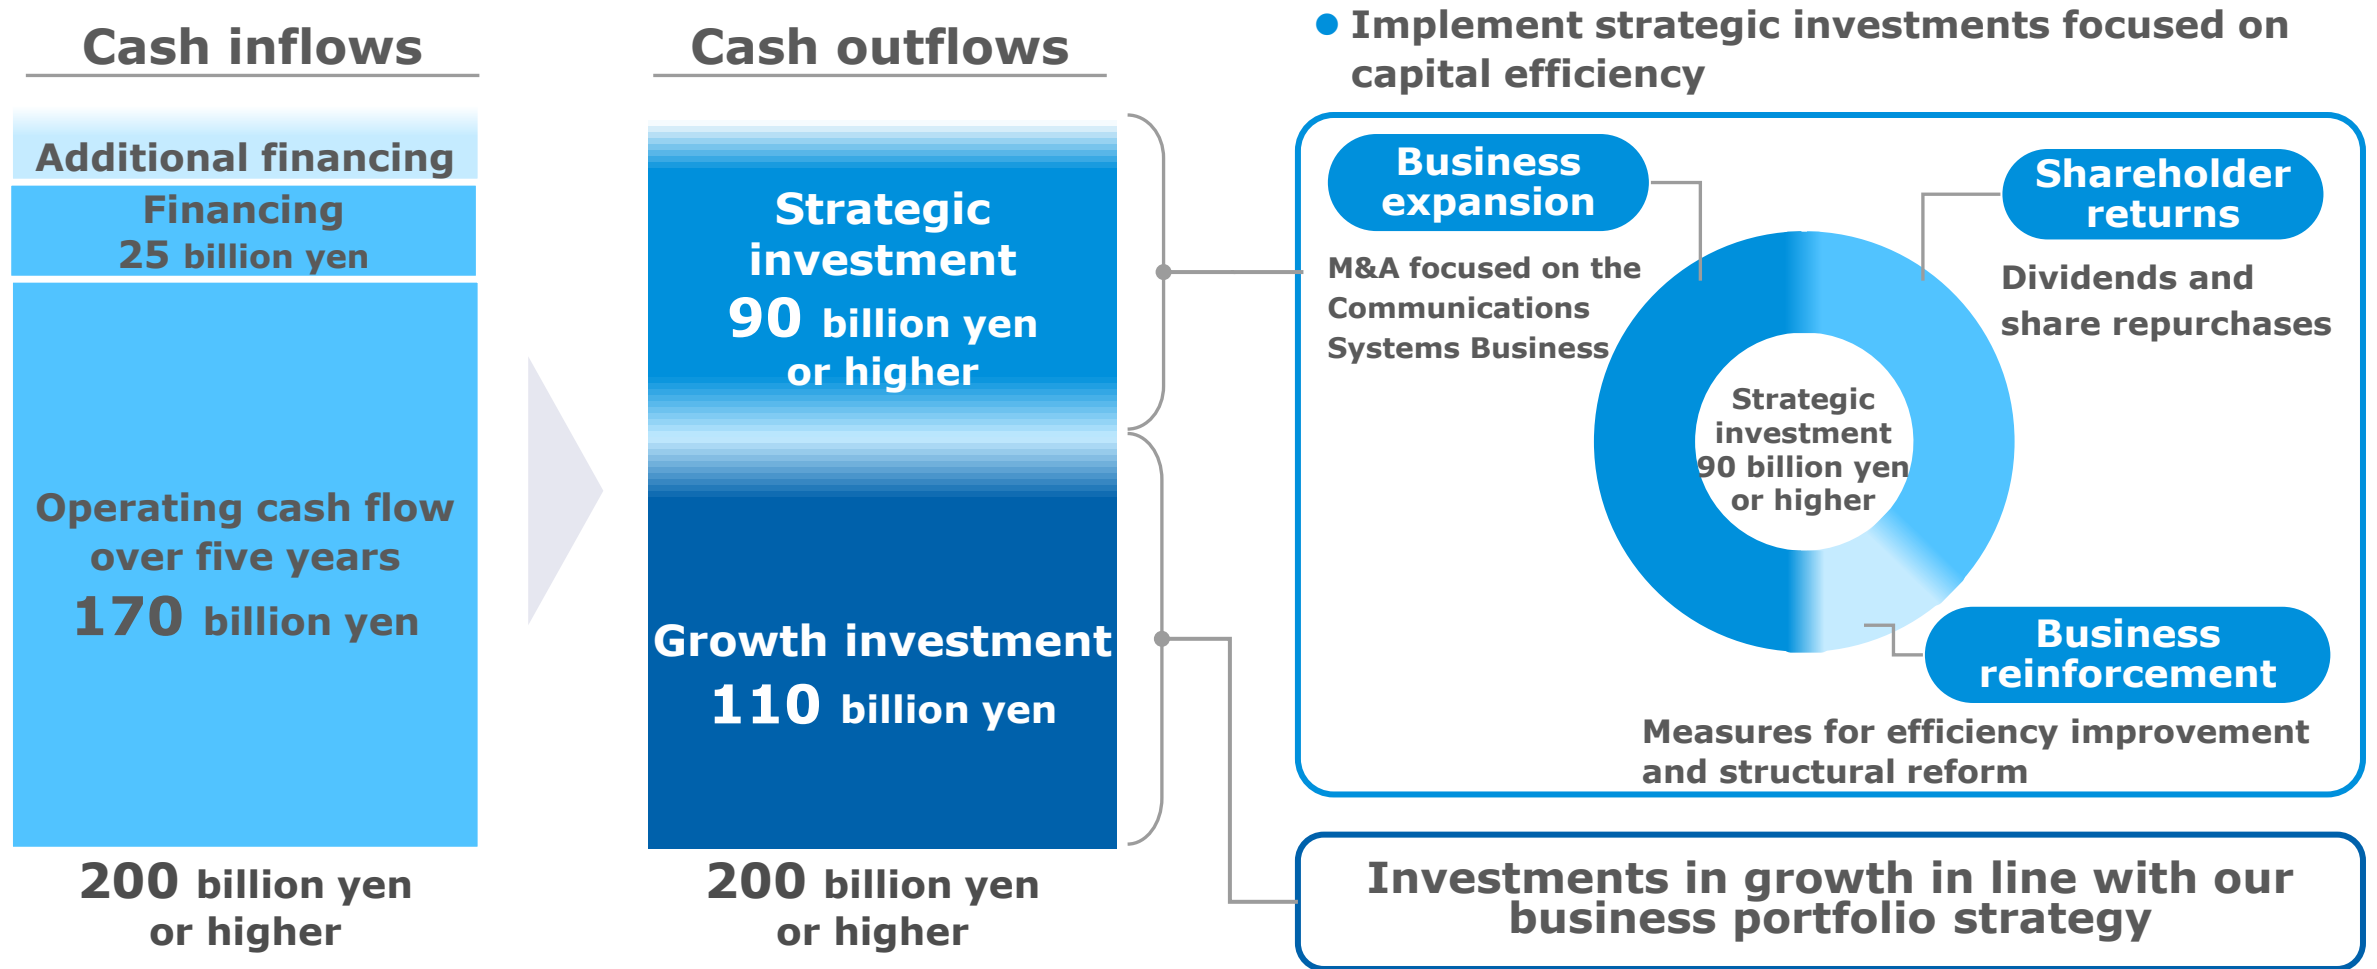 Cash inflows
Additional financing
Financing
25 billion yen
Operating cash flow
over five years
170 billion yen
200 billion yen
or higher
Cash outflows
Strategic
investment
90 billion yen
or higher
Growth investment
110 billion yen
200 billion yen
or higher
Implement strategic investments focused on
capital efficiency
Business
expansion
M&A focused on the
Communications
Systems Business
Shareholder
returns
Dividends and
share repurchases
Strategic
investment
90 billion yen
or higher
Business
reinforcement
Measures for efficiency improvement
and structural reform
Investments in growth in line with our
business portfolio strategy